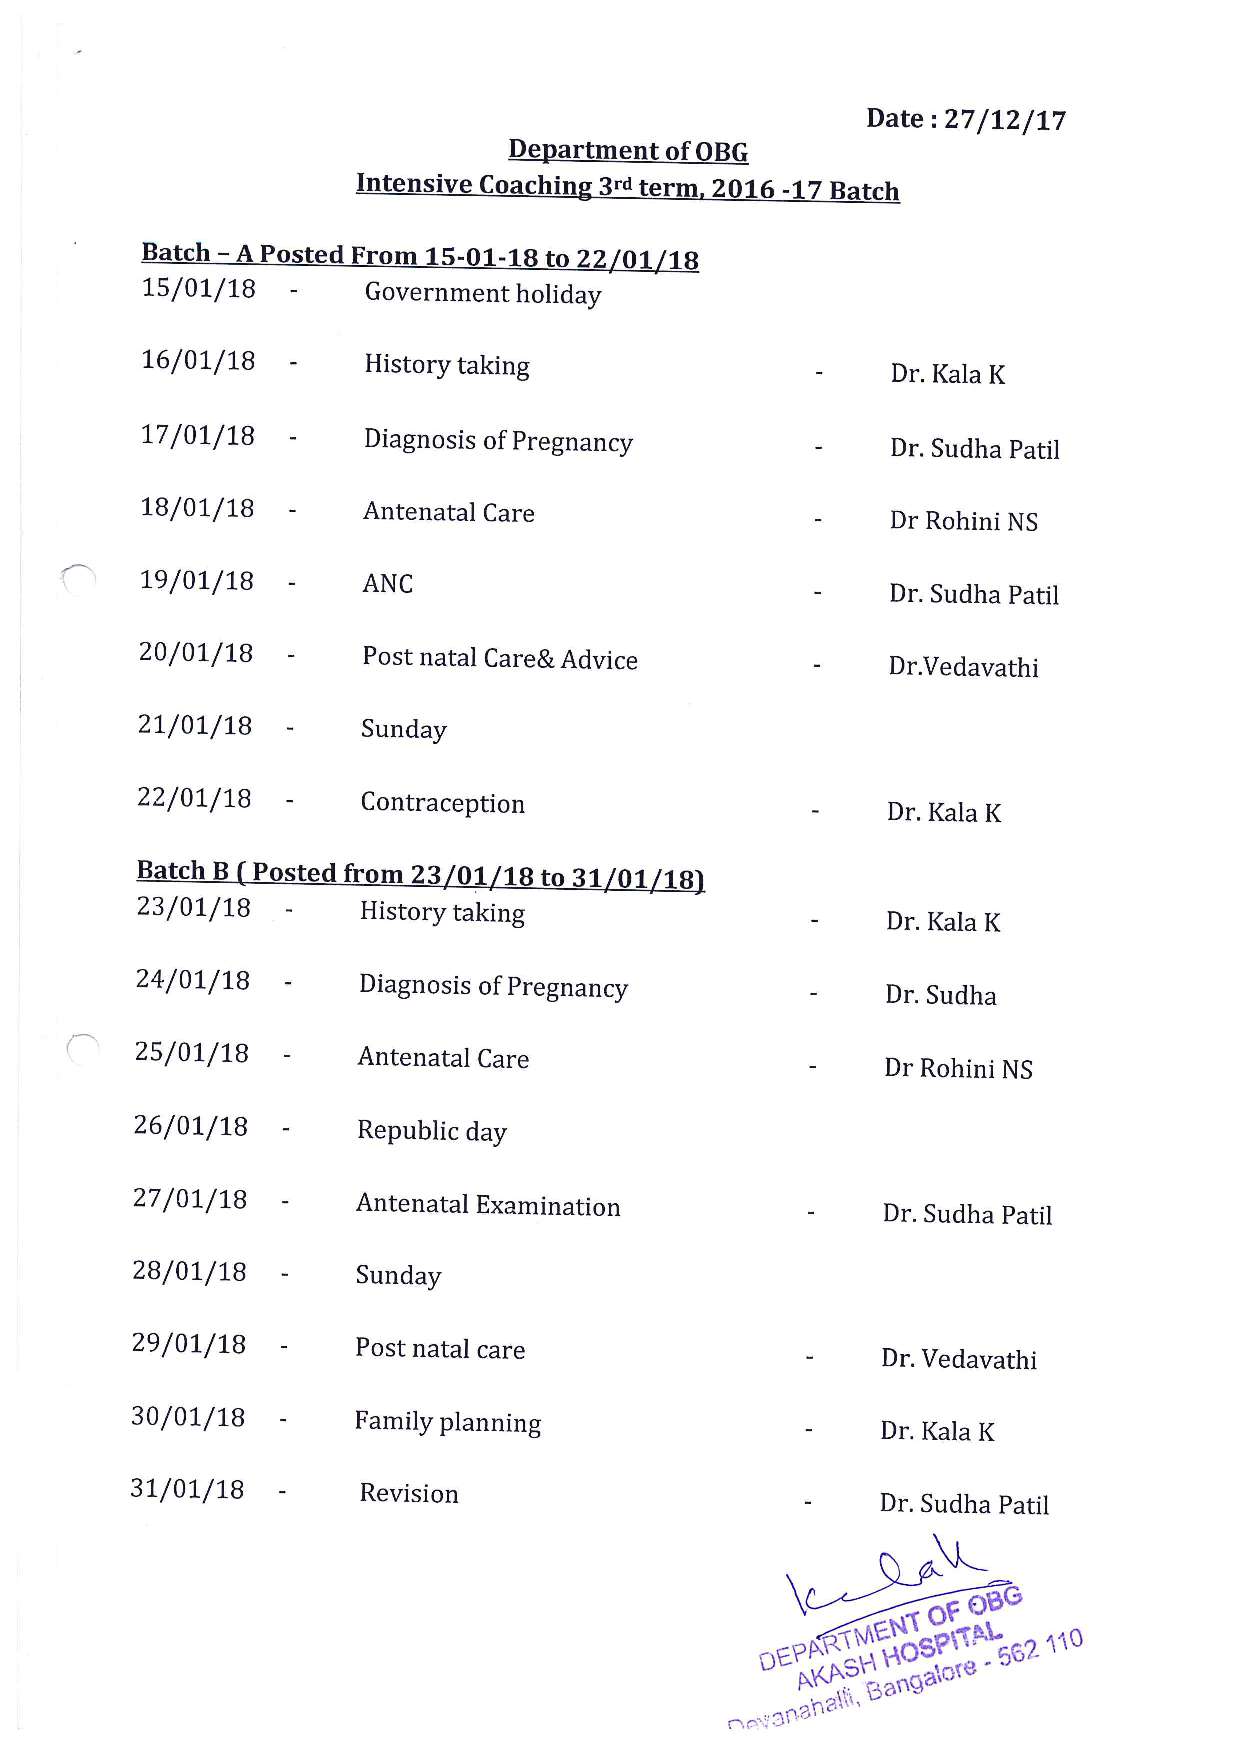 Date : 27/12/17
Department of OBG
Intensive Coaching 3rd term, 2016 -17 Batch
Batch – A Posted From 15-01-18 to 22/01/18
15/01/18 - Government holiday
16/01/18 - History taking - Dr. Kala K
17/01/18 - Diagnosis of Pregnancy - Dr. Sudha Patil
18/01/18 - Antenatal Care - Dr Rohini NS
19/01/18 - ANC - Dr. Sudha Patil
20/01/18 - Post natal Care& Advice - Dr.Vedavathi
21/01/18 - Sunday
22/01/18 - Contraception - Dr. Kala K
Batch B ( Posted from 23/01/18 to 31/01/18)
23/01/18 - History taking - Dr. Kala K
24/01/18 - Diagnosis of Pregnancy - Dr. Sudha
25/01/18 - Antenatal Care - Dr Rohini NS
26/01/18 - Republic day
27/01/18 - Antenatal Examination - Dr. Sudha Patil
28/01/18 - Sunday
29/01/18 - Post natal care - Dr. Vedavathi
30/01/18 - Family planning - Dr. Kala K
31/01/18 - Revision - Dr. Sudha Patil
Kalak
DEPARTMENT OF OBG
AKASH HOSPITAL
Devanahalli, Bangalore - 562 110